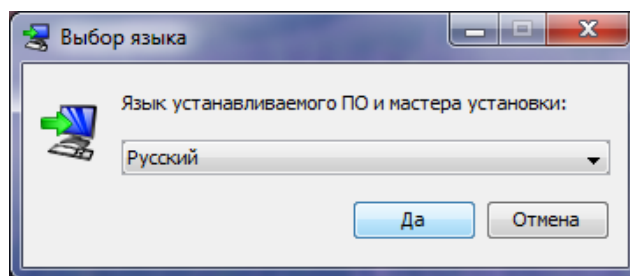 Выбор языка
Язык устанавливаемого ПО и мастера установки:
Русский
Да Отмена